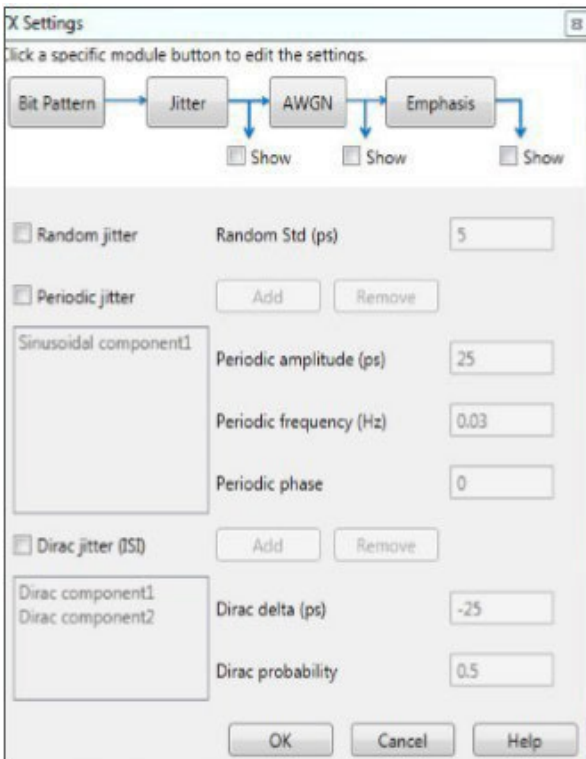 X Settings
Click a specific module button to edit the settings.
Bit Pattern Jitter AWGN Emphasis
Show Show Show
Random jitter Random Std (ps) 5
Periodic jitter Add Remove
Sinusoidal component1
Periodic amplitude (ps) 25
Periodic frequency (Hz) 0.03
Periodic phase 0
Dirac jitter (ISI) Add Remove
Dirac component1
Dirac component2
Dirac delta (ps) -25
Dirac probability 0.5
OK Cancel Help